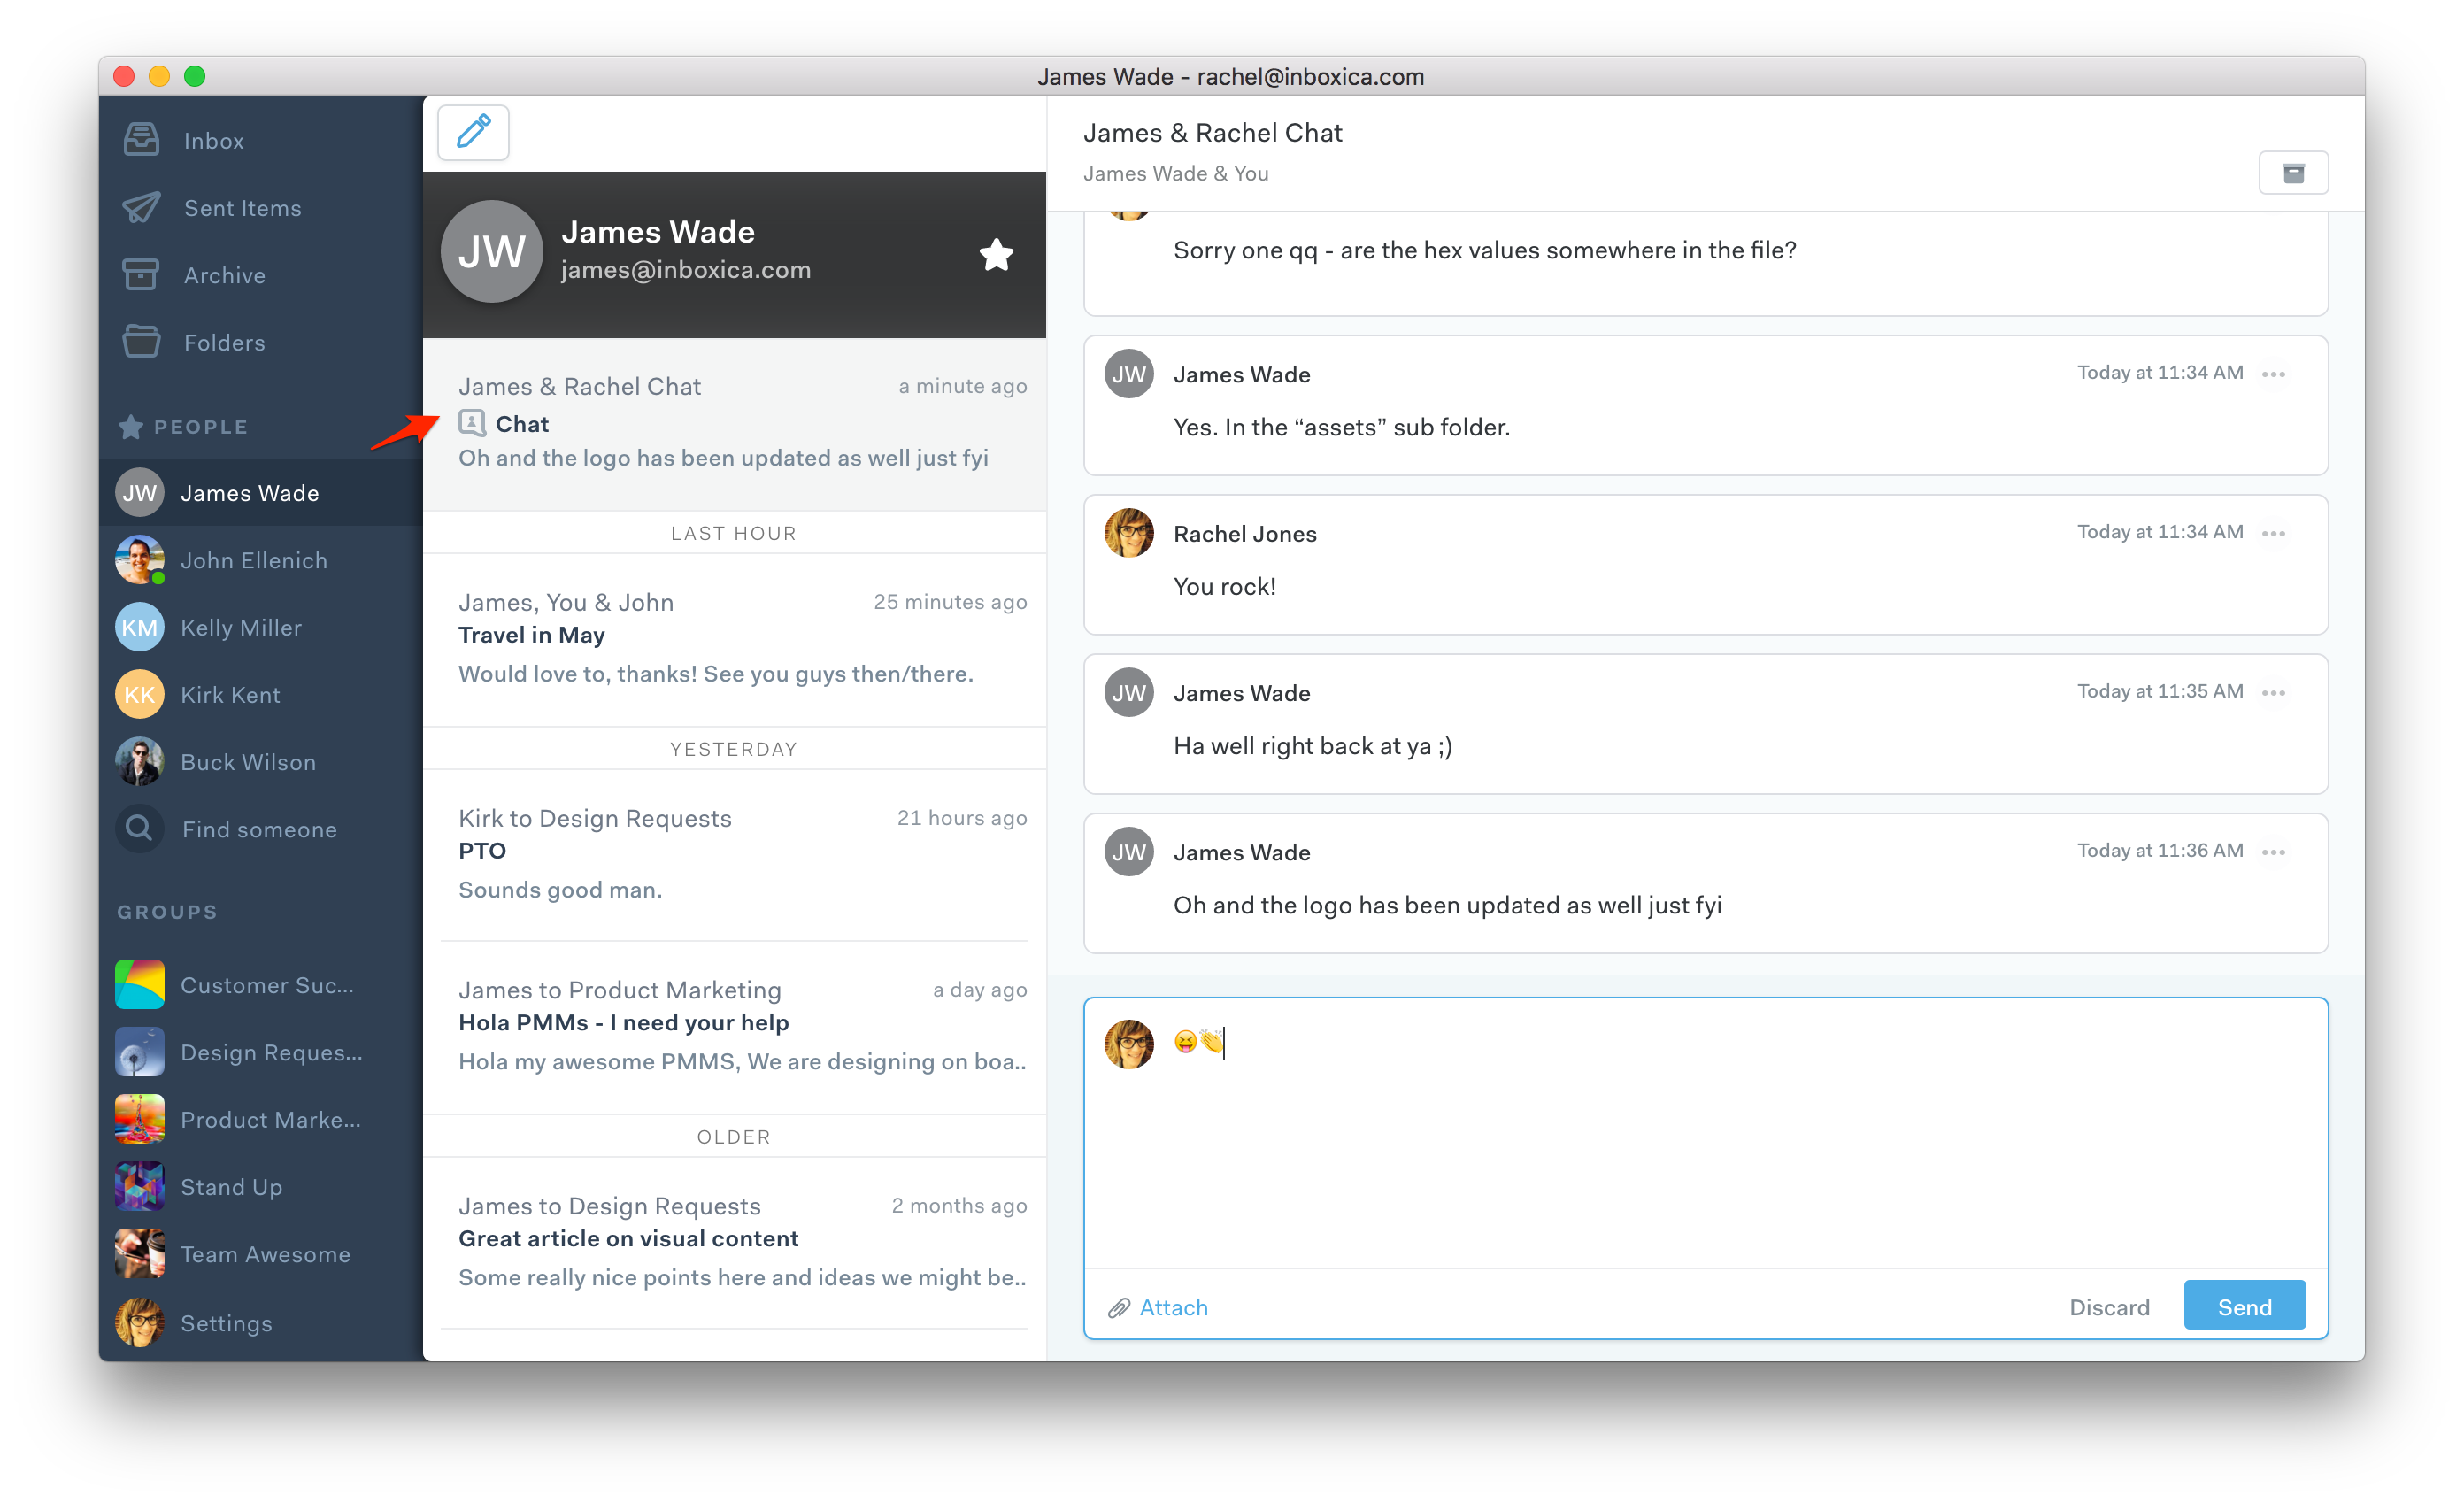 James Wade - rachel@inboxica.com
Inbox
Sent Items
Archive
Folders
PEOPLE
JW James Wade
John Ellenich
KM Kelly Miller
KK Kirk Kent
Buck Wilson
Find someone
GROUPS
Customer Suc...
Design Reques...
Product Marke...
Stand Up
Team Awesome
Settings
JW
James Wade
james@inboxica.com
James & Rachel Chat a minute ago
Chat
Oh and the logo has been updated as well just fyi
LAST HOUR
James, You & John 25 minutes ago
Travel in May
Would love to, thanks! See you guys then/there.
YESTERDAY
Kirk to Design Requests 21 hours ago
PTO
Sounds good man.
James to Product Marketing a day ago
Hola PMMs - I need your help
Hola my awesome PMMS, We are designing on boa..
OLDER
James to Design Requests 2 months ago
Great article on visual content
Some really nice points here and ideas we might be..
James & Rachel Chat
James Wade & You
Sorry one qq - are the hex values somewhere in the file?
JW James Wade Today at 11:34 AM
Yes. In the “assets” sub folder.
Rachel Jones Today at 11:34 AM
You rock!
JW James Wade Today at 11:35 AM
Ha well right back at ya ;)
JW James Wade Today at 11:36 AM
Oh and the logo has been updated as well just fyi
😝👏
Attach Discard Send